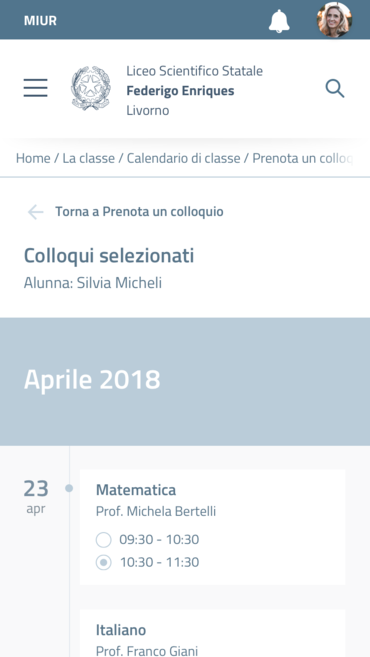 MIUR
Liceo Scientifico Statale
Federigo Enriques
Livorno
Home / La classe / Calendario di classe / Prenota un colloq
Torna a Prenota un colloquio
Colloqui selezionati
Alunna: Silvia Micheli
Aprile 2018
23
apr
Matematica
Prof. Michela Bertelli
09:30 - 10:30
10:30 - 11:30
Italiano
Prof. Franco Giani